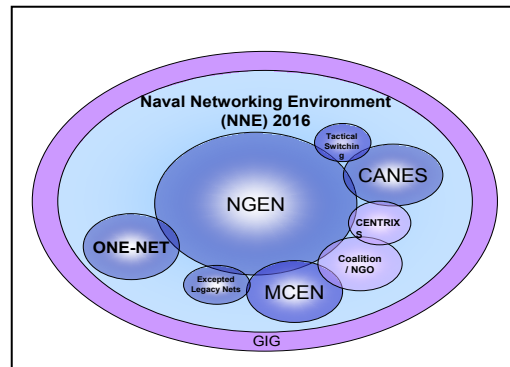 Naval Networking Environment
(NNE) 2016
Tactical
Switchin
g
CANES
NGEN
CENTRIX
S
ONE-NET
Coalition
/ NGO
Excepted
Legacy Nets
MCEN
GIG